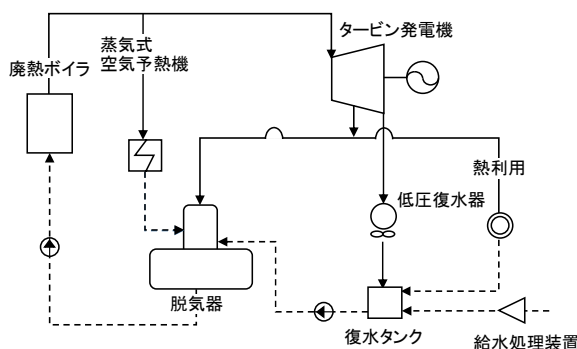 タービン発電機
蒸気式
空気予熱機
廃熱ボイラ
熱利用
低圧復水器
脱気器
復水タンク
給水処理装置